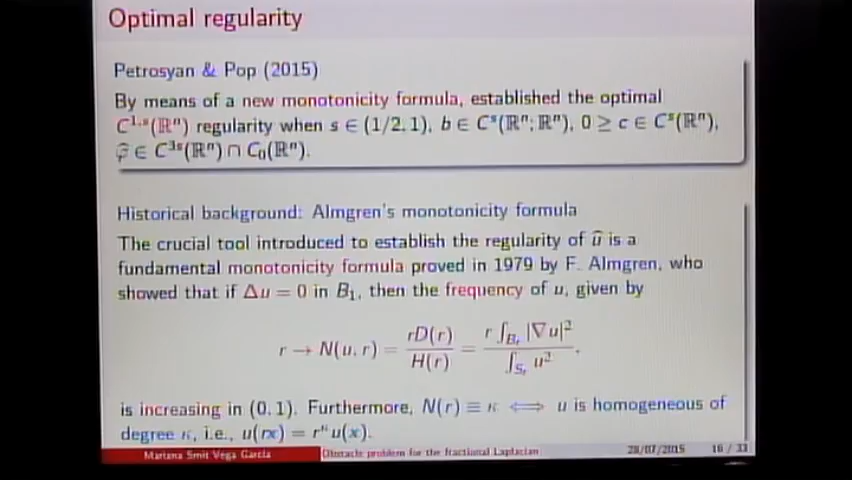 Optimal regularity
Petrosyan & Pop (2015)
By means of a new monotonicity formula, established the optimal
C^{1,s}(ℝ^n) regularity when s ∈ (1/2, 1), b ∈ C^s(ℝ^n; ℝ^n), 0 ≥ c ∈ C^s(ℝ^n),
φ̂ ∈ C^{3s}(ℝ^n) ∩ C_0(ℝ^n).
Historical background: Almgren's monotonicity formula
The crucial tool introduced to establish the regularity of û is a
fundamental monotonicity formula proved in 1979 by F. Almgren, who
showed that if Δu = 0 in B_1, then the frequency of u, given by
r → N(u, r) = rD(r)/H(r) = r ∫_{B_r} |∇u|^2 / ∫_{S_r} u^2,
is increasing in (0, 1). Furthermore, N(r) ≡ κ ⟺ u is homogeneous of
degree κ, i.e., u(rx) = r^κ u(x).
Mariana Smit Vega Garcia Obstacle problem for the fractional Laplacian 28/07/2015 16 / 33